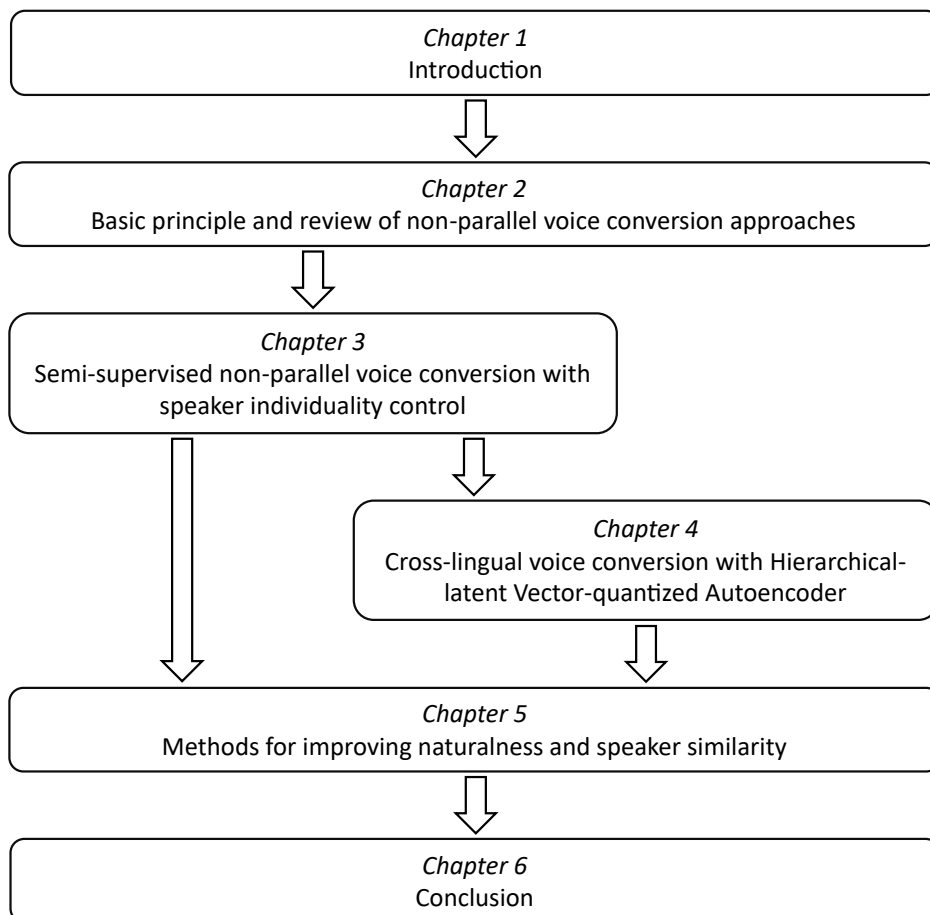 Chapter 1
Introduction
Chapter 2
Basic principle and review of non-parallel voice conversion approaches
Chapter 3
Semi-supervised non-parallel voice conversion with
speaker individuality control
Chapter 4
Cross-lingual voice conversion with Hierarchical-
latent Vector-quantized Autoencoder
Chapter 5
Methods for improving naturalness and speaker similarity
Chapter 6
Conclusion